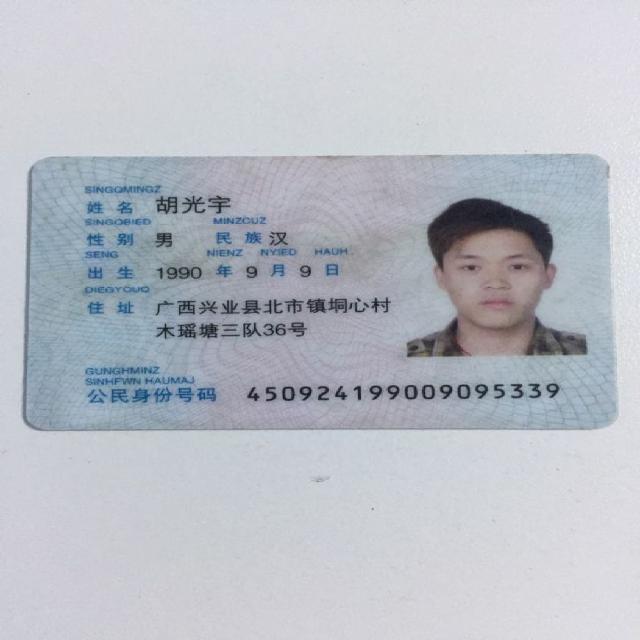 SINGQMINGZ
姓名 胡光宇
SINGQBIED MINZCUZ
性别 男 民族 汉
SENG NIENZ NYIED HAUH
出生 1990 年 9 月 9 日
DIEGYOUQ
住址 广西兴业县北市镇垌心村
木瑶塘三队36号
GUNGHMINZ
SINHFWN HAUMAJ
公民身份号码 450924199009095339